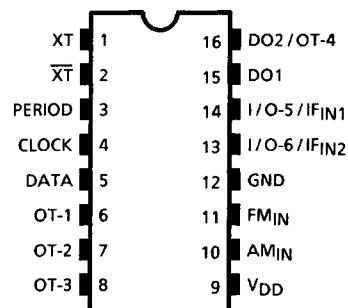 XT 1 16 DO2/OT-4
X̅T̅ 2 15 DO1
PERIOD 3 14 I/O-5/IFIN1
CLOCK 4 13 I/O-6/IFIN2
DATA 5 12 GND
OT-1 6 11 FMIN
OT-2 7 10 AMIN
OT-3 8 9 VDD